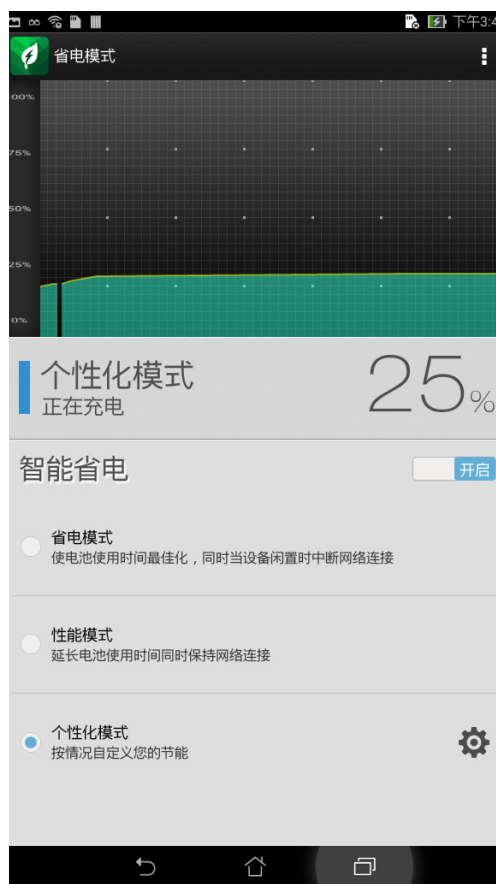 下午3:4
省电模式
00%
75%
50%
25%
0%
个性化模式
正在充电
25%
智能省电
开启
省电模式
使电池使用时间最佳化，同时当设备闲置时中断网络连接
性能模式
延长电池使用时间同时保持网络连接
个性化模式
按情况自定义您的节能